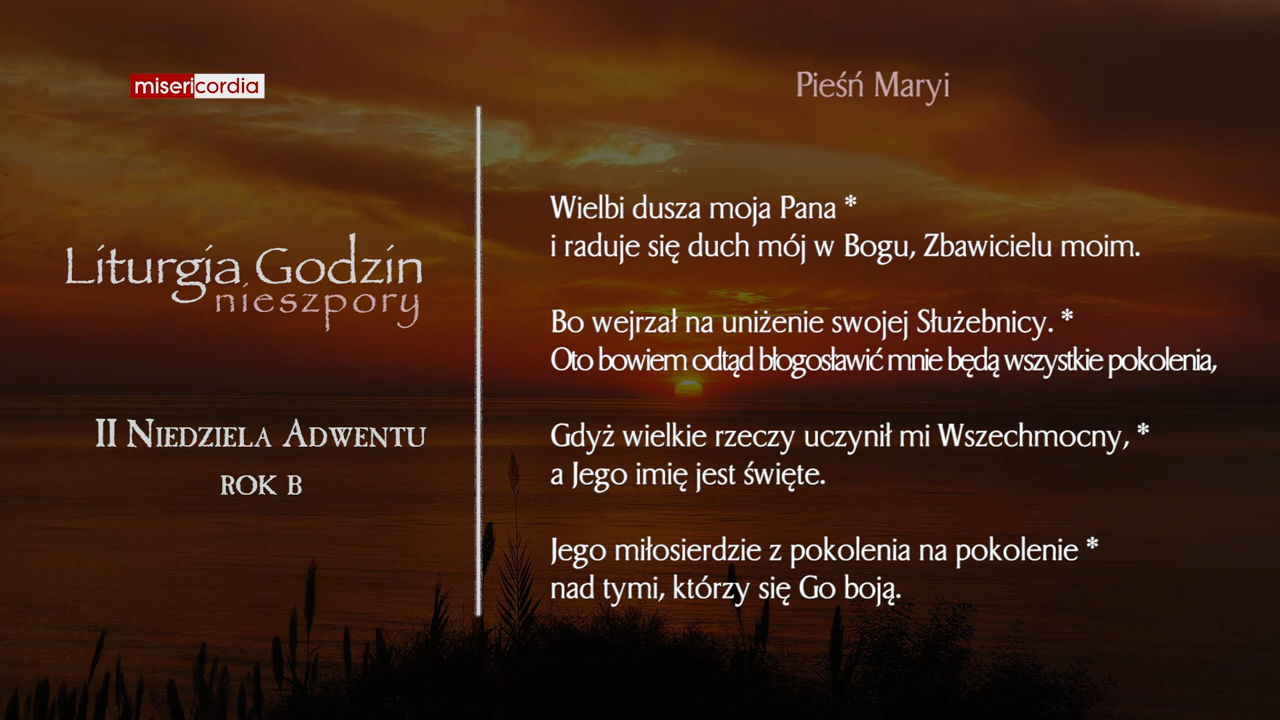 misericordia
Liturgia Godzin
nieszpory
II Niedziela Adwentu
rok B
Pieśń Maryi
Wielbi dusza moja Pana *
i raduje się duch mój w Bogu, Zbawicielu moim.
Bo wejrzał na uniżenie swojej Służebnicy. *
Oto bowiem odtąd błogosławić mnie będą wszystkie pokolenia,
Gdyż wielkie rzeczy uczynił mi Wszechmocny, *
a Jego imię jest święte.
Jego miłosierdzie z pokolenia na pokolenie *
nad tymi, którzy się Go boją.